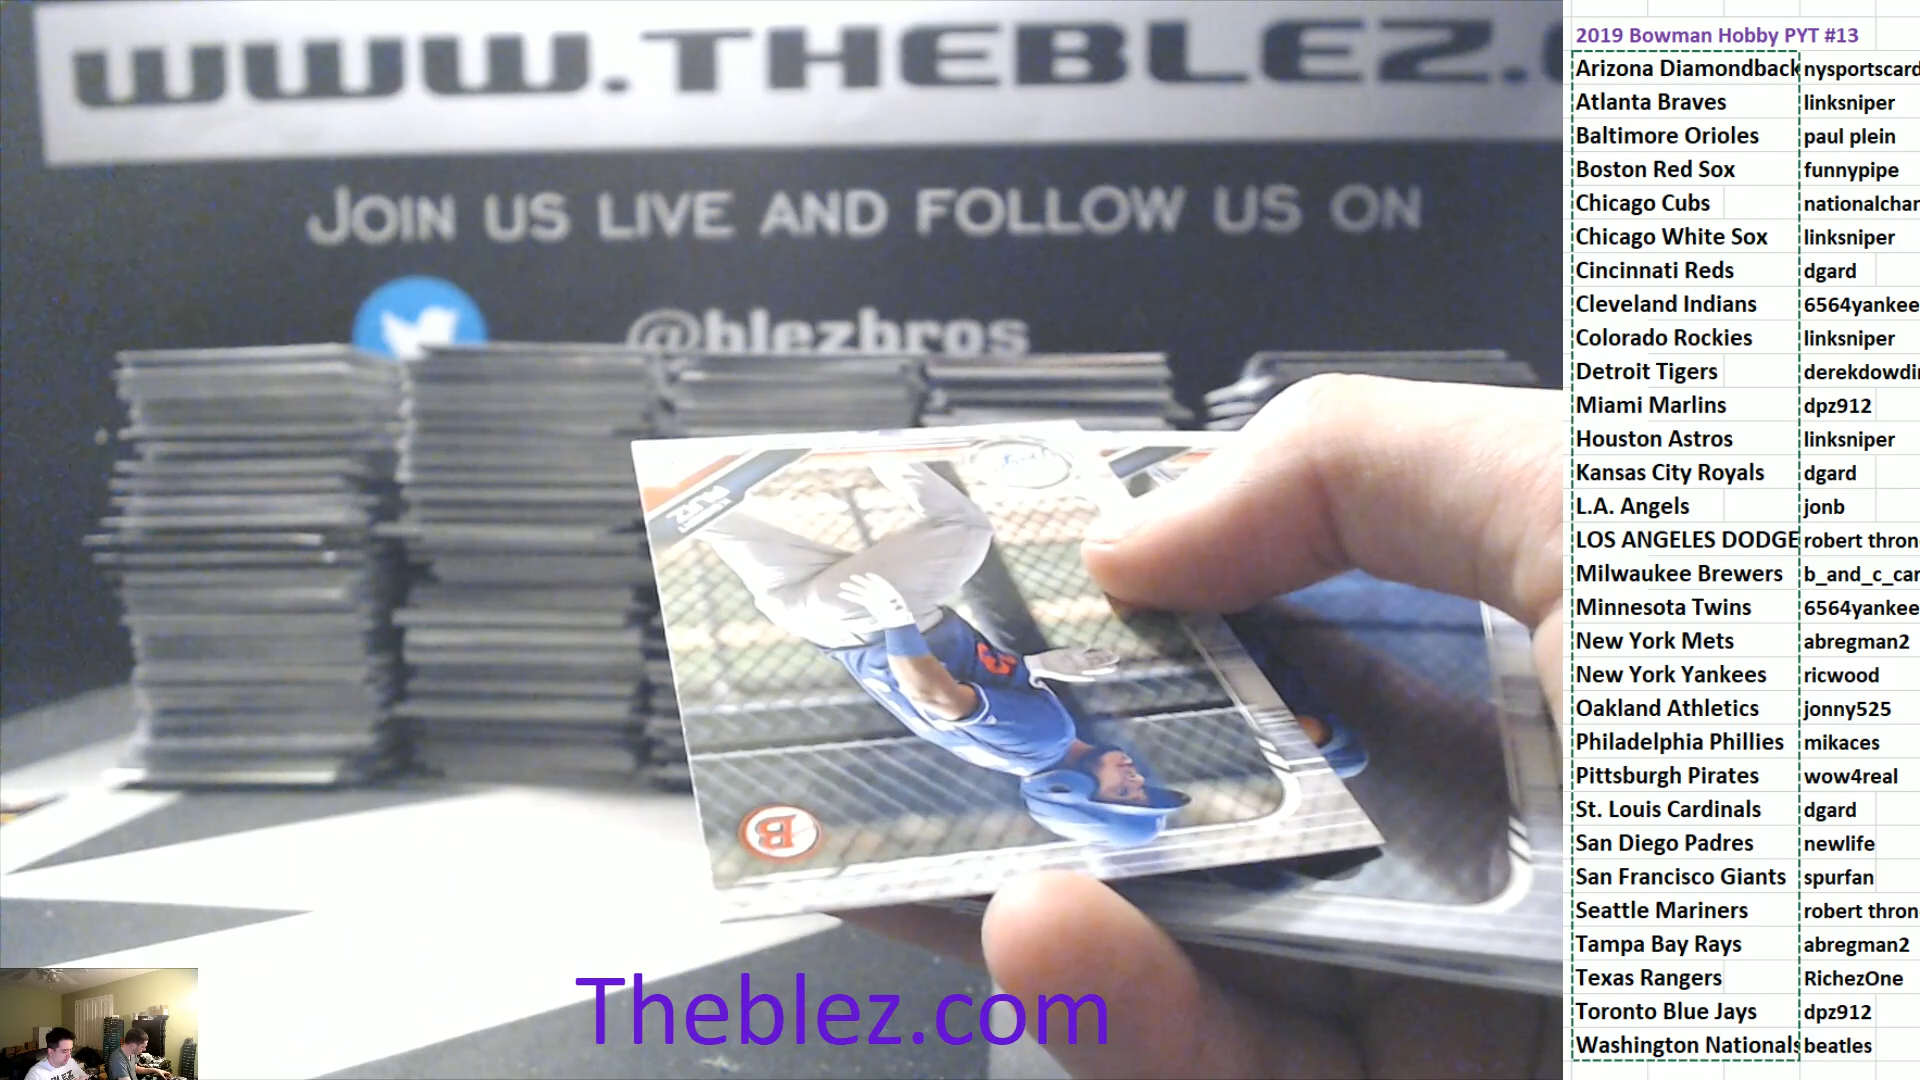 WWW.THEBLEZ.
JOIN US LIVE AND FOLLOW US ON
@blezbros
B
Theblez.com
2019 Bowman Hobby PYT #13
Arizona Diamondback nysportscard
Atlanta Braves linksniper
Baltimore Orioles paul plein
Boston Red Sox funnypipe
Chicago Cubs nationalchar
Chicago White Sox linksniper
Cincinnati Reds dgard
Cleveland Indians 6564yankee
Colorado Rockies linksniper
Detroit Tigers derekdowdin
Miami Marlins dpz912
Houston Astros linksniper
Kansas City Royals dgard
L.A. Angels jonb
LOS ANGELES DODGE robert thron
Milwaukee Brewers b_and_c_car
Minnesota Twins 6564yankee
New York Mets abregman2
New York Yankees ricwood
Oakland Athletics jonny525
Philadelphia Phillies mikaces
Pittsburgh Pirates wow4real
St. Louis Cardinals dgard
San Diego Padres newlife
San Francisco Giants spurfan
Seattle Mariners robert thron
Tampa Bay Rays abregman2
Texas Rangers RichezOne
Toronto Blue Jays dpz912
Washington Nationals beatles